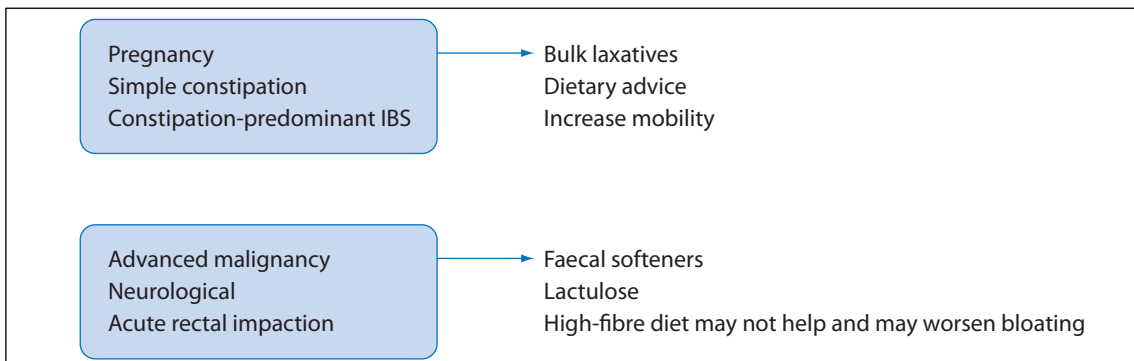 Pregnancy
Simple constipation
Constipation-predominant IBS
Bulk laxatives
Dietary advice
Increase mobility
Advanced malignancy
Neurological
Acute rectal impaction
Faecal softeners
Lactulose
High-fibre diet may not help and may worsen bloating